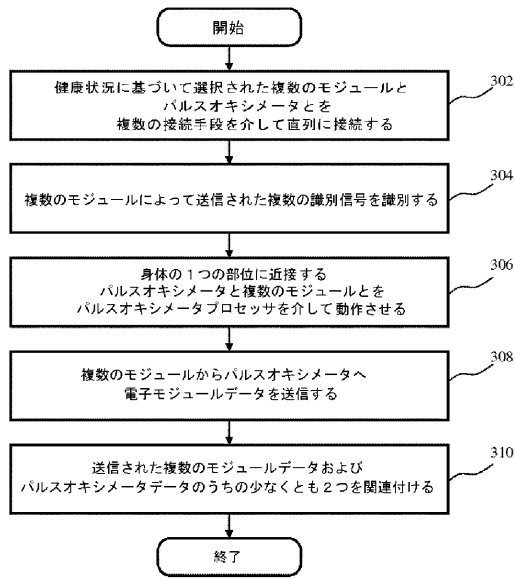 開始
健康状況に基づいて選択された複数のモジュールと
パルスオキシメータとを
複数の接続手段を介して直列に接続する
302
複数のモジュールによって送信された複数の識別信号を識別する
304
身体の1つの部位に近接する
パルスオキシメータと複数のモジュールとを
パルスオキシメータプロセッサを介して動作させる
306
複数のモジュールからパルスオキシメータへ
電子モジュールデータを送信する
308
送信された複数のモジュールデータおよび
パルスオキシメータデータのうちの少なくとも2つを関連付ける
310
終了